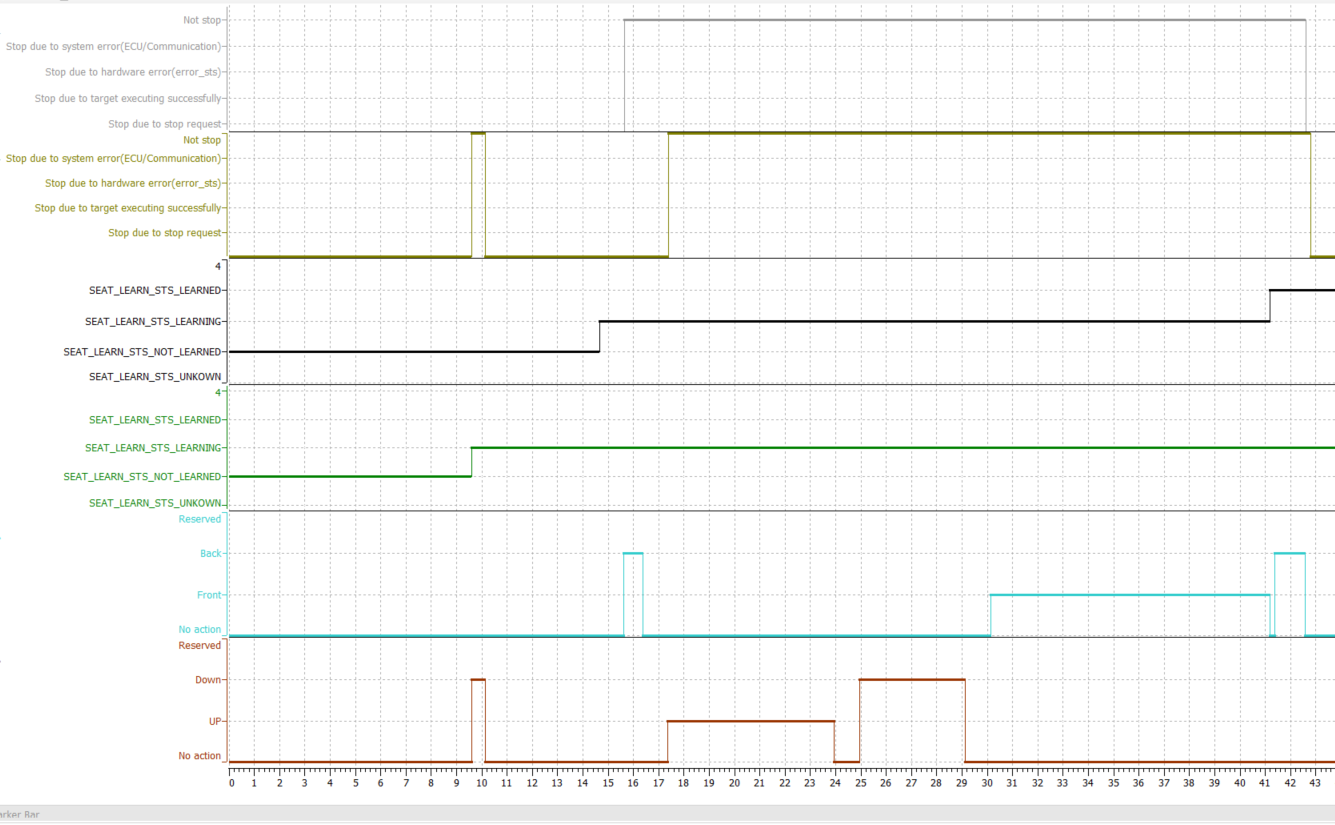 Not stop
Stop due to system error(ECU/Communication)
Stop due to hardware error(error_sts)
Stop due to target executing successfully
Stop due to stop request
Not stop
Stop due to system error(ECU/Communication)
Stop due to hardware error(error_sts)
Stop due to target executing successfully
Stop due to stop request
4
SEAT_LEARN_STS_LEARNED
SEAT_LEARN_STS_LEARNING
SEAT_LEARN_STS_NOT_LEARNED
SEAT_LEARN_STS_UNKOWN
4
SEAT_LEARN_STS_LEARNED
SEAT_LEARN_STS_LEARNING
SEAT_LEARN_STS_NOT_LEARNED
SEAT_LEARN_STS_UNKOWN
Reserved
Back
Front
No action
Reserved
Down
UP
No action
0 1 2 3 4 5 6 7 8 9 10 11 12 13 14 15 16 17 18 19 20 21 22 23 24 25 26 27 28 29 30 31 32 33 34 35 36 37 38 39 40 41 42 43
arker Bar